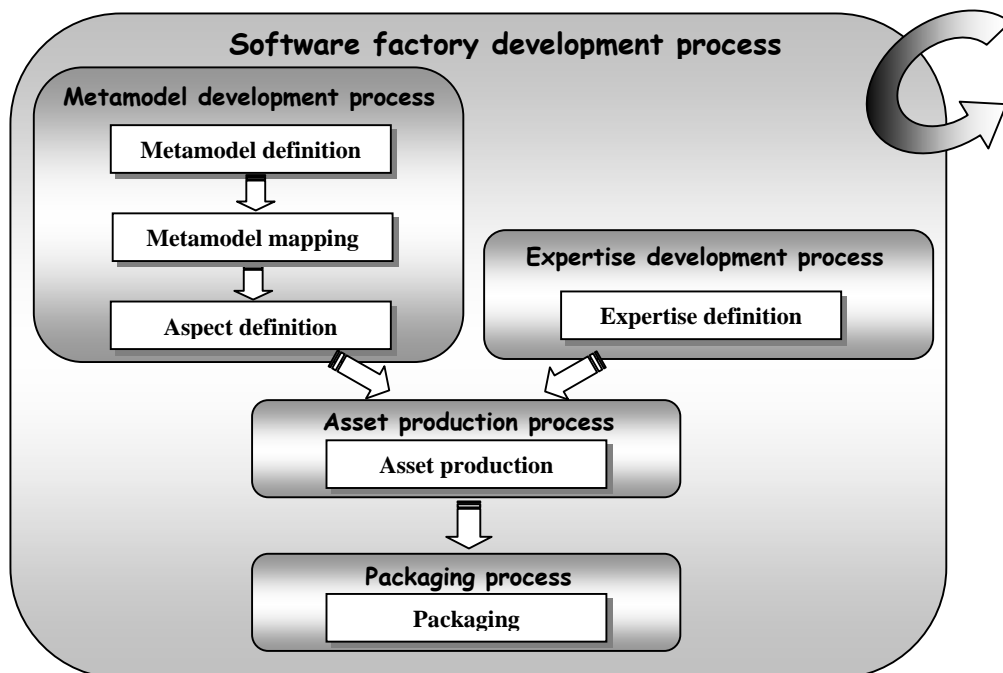 Software factory development process
Metamodel development process
Metamodel definition
Metamodel mapping
Aspect definition
Expertise development process
Expertise definition
Asset production process
Asset production
Packaging process
Packaging